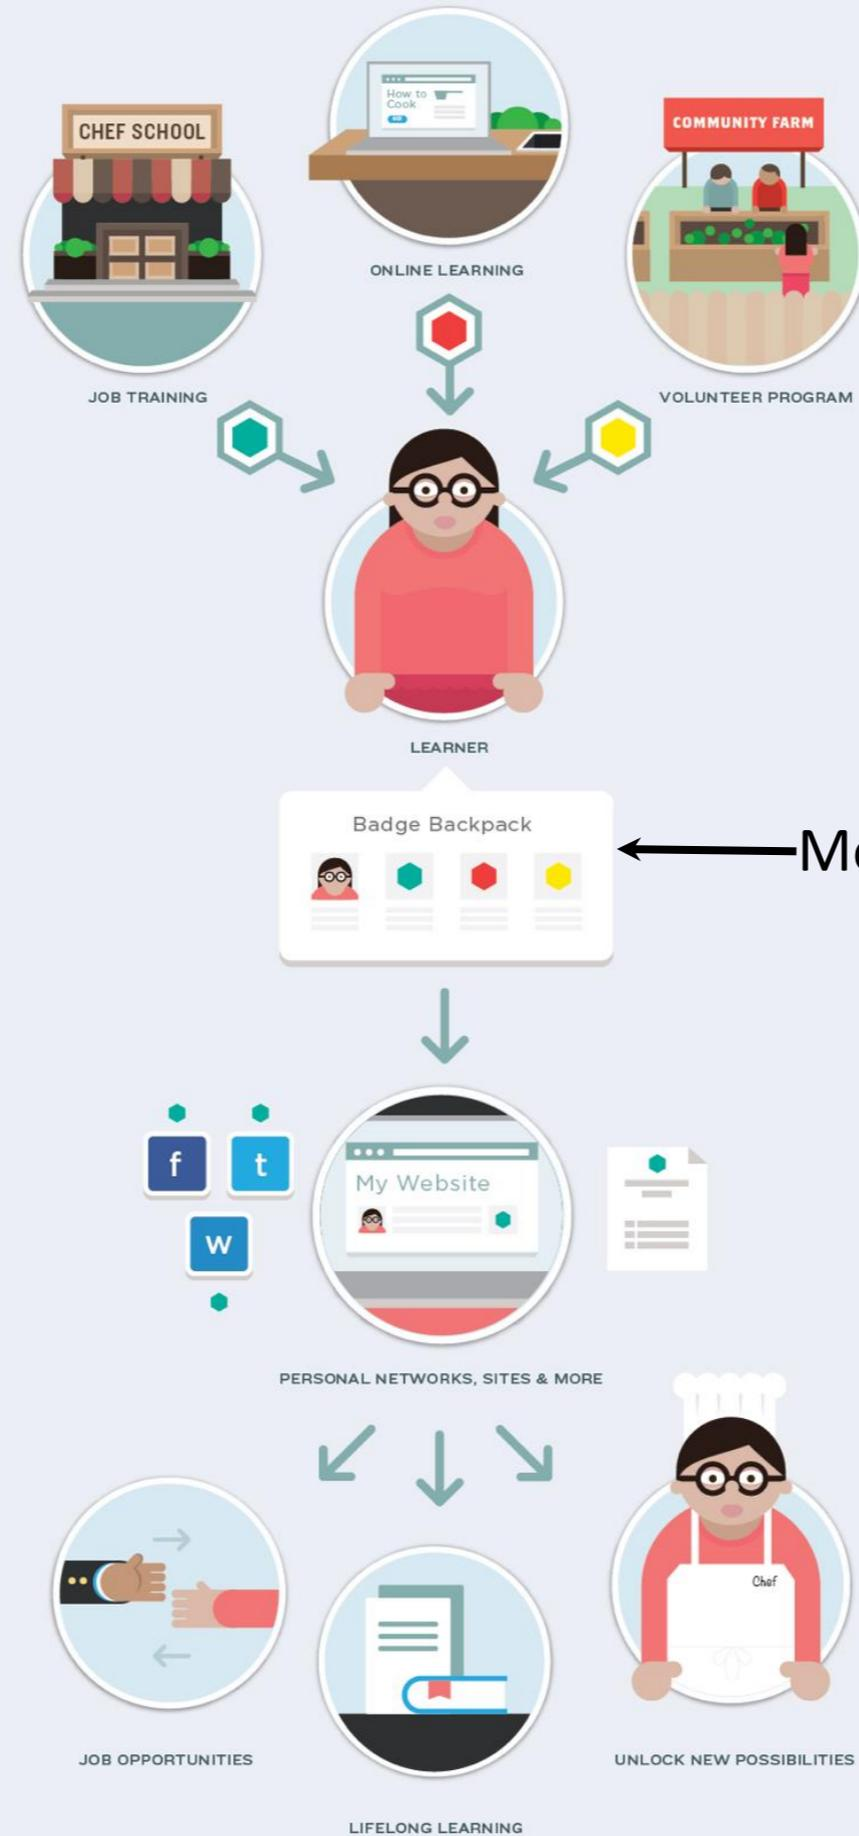 CHEF SCHOOL
How to
Cook
COMMUNITY FARM
ONLINE LEARNING
JOB TRAINING
VOLUNTEER PROGRAM
LEARNER
Badge Backpack
f
t
w
My Website
PERSONAL NETWORKS, SITES & MORE
Chef
JOB OPPORTUNITIES
UNLOCK NEW POSSIBILITIES
LIFELONG LEARNING